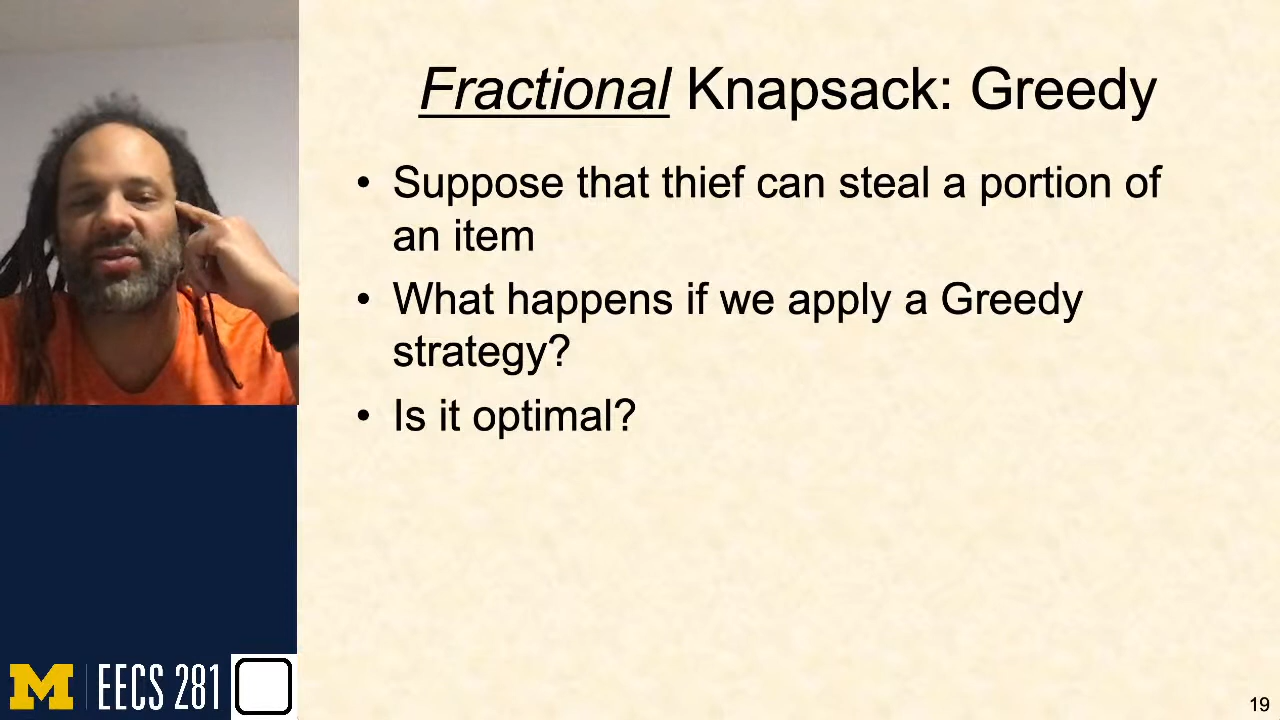 Fractional Knapsack: Greedy
• Suppose that thief can steal a portion of
an item
• What happens if we apply a Greedy
strategy?
• Is it optimal?
M | EECS 281
19